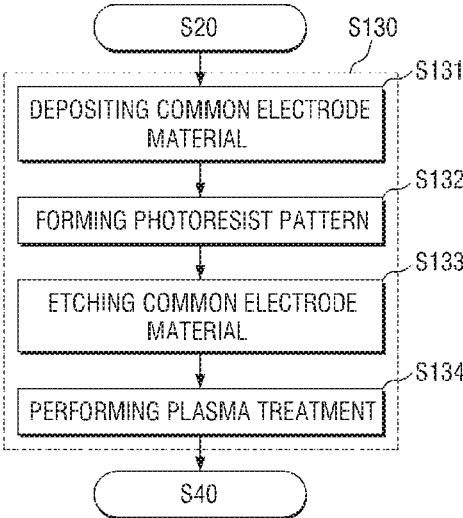 S20
S130
S131
DEPOSITING COMMON ELECTRODE
MATERIAL
S132
FORMING PHOTORESIST PATTERN
S133
ETCHING COMMON ELECTRODE
MATERIAL
S134
PERFORMING PLASMA TREATMENT
S40